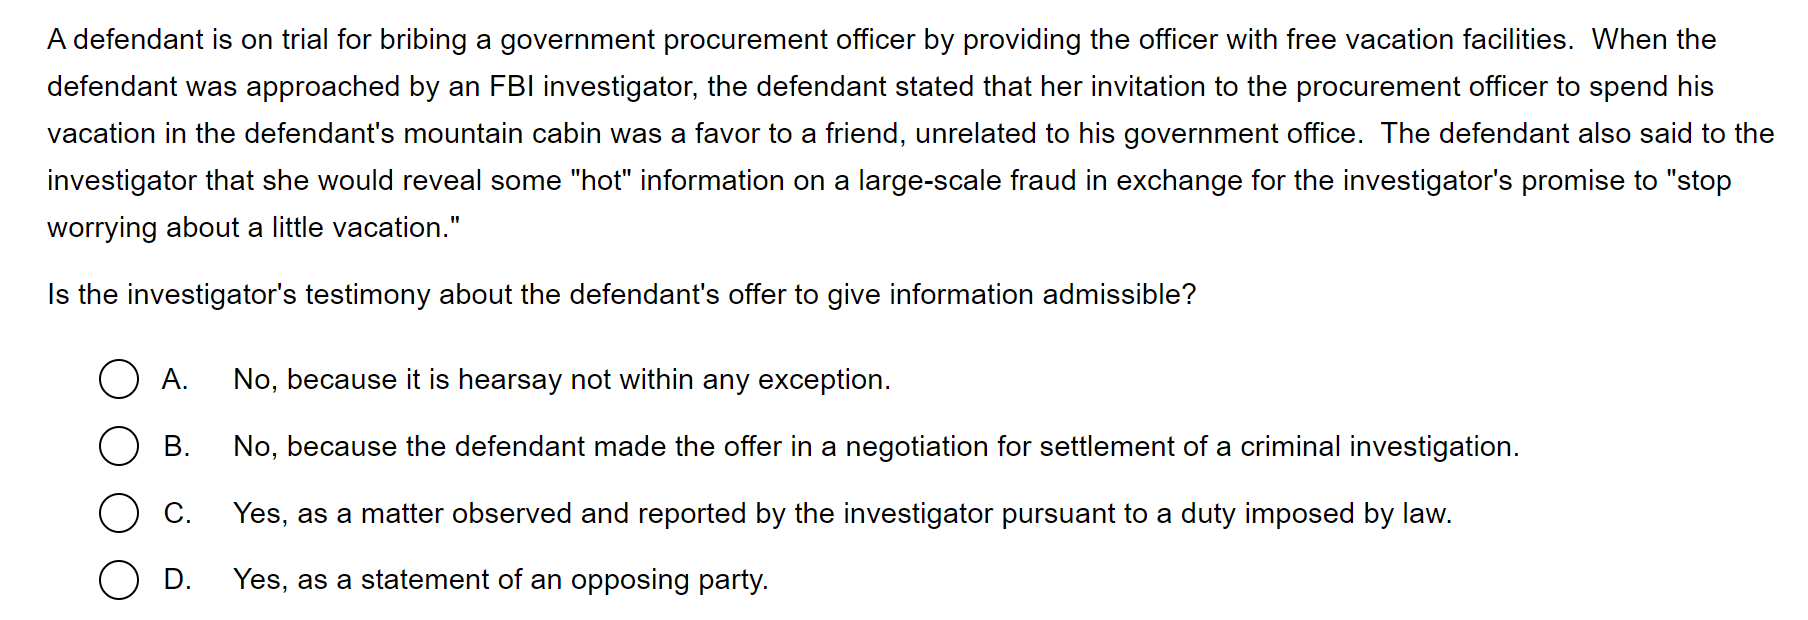 A defendant is on trial for bribing a government procurement officer by providing the officer with free vacation facilities.  When the
defendant was approached by an FBI investigator, the defendant stated that her invitation to the procurement officer to spend his
vacation in the defendant's mountain cabin was a favor to a friend, unrelated to his government office.  The defendant also said to the
investigator that she would reveal some "hot" information on a large-scale fraud in exchange for the investigator's promise to "stop
worrying about a little vacation."
Is the investigator's testimony about the defendant's offer to give information admissible?
A. No, because it is hearsay not within any exception.
B. No, because the defendant made the offer in a negotiation for settlement of a criminal investigation.
C. Yes, as a matter observed and reported by the investigator pursuant to a duty imposed by law.
D. Yes, as a statement of an opposing party.